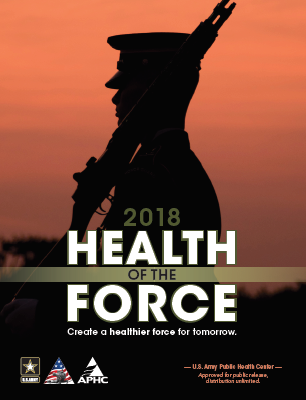 2018
HEALTH
OF THE
FORCE
Create a healthier force for tomorrow.
U.S. ARMY
APHC
— U.S. Army Public Health Center —
Approved for public release,
distribution unlimited.